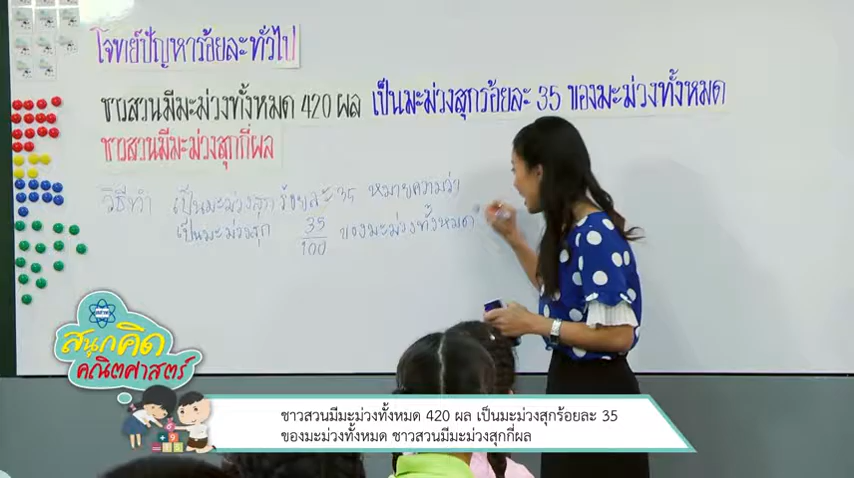 โจทย์ปัญหาร้อยละทั่วไป
ชาวสวนมีมะม่วงทั้งหมด 420 ผล เป็นมะม่วงสุกร้อยละ 35 ของมะม่วงทั้งหมด
ชาวสวนมีมะม่วงสุกกี่ผล
วิธีทำ เป็นมะม่วงสุก ร้อยละ 35 หมายความว่า
เป็นมะม่วงสุก 35/100 ของมะม่วงทั้งหมด
สสวท
สนุกคิด
คณิตศาสตร์
ชาวสวนมีมะม่วงทั้งหมด 420 ผล เป็นมะม่วงสุกร้อยละ 35
ของมะม่วงทั้งหมด ชาวสวนมีมะม่วงสุกกี่ผล